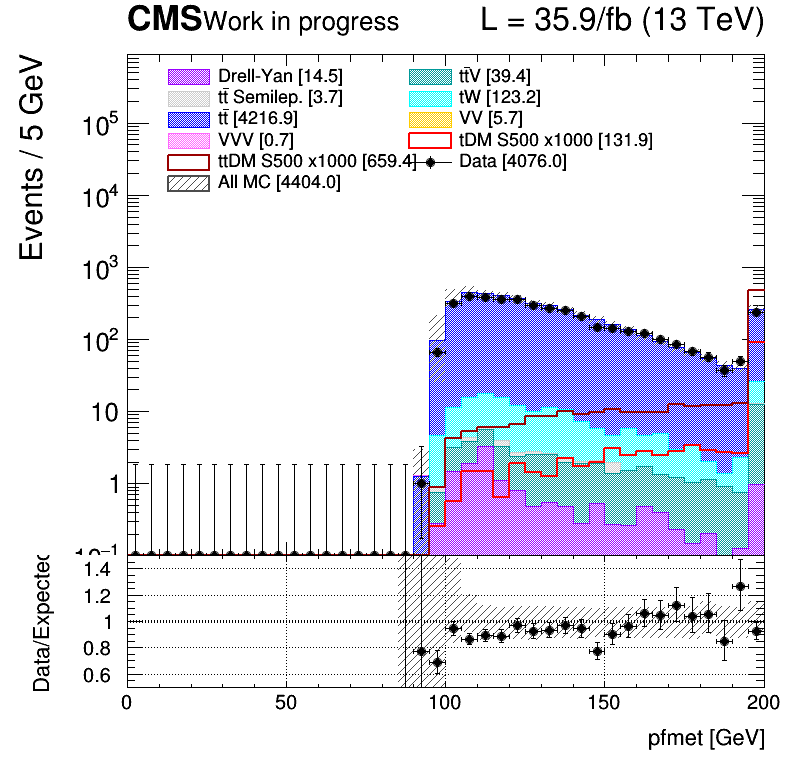 CMS Work in progress L = 35.9/fb (13 TeV)
Events / 5 GeV
Drell-Yan [14.5] tt̄V [39.4]
tt̄ Semilep. [3.7] tW [123.2]
tt̄ [4216.9] VV [5.7]
VVV [0.7] tDM S500 x1000 [131.9]
ttDM S500 x1000 [659.4] Data [4076.0]
All MC [4404.0]
10⁵
10⁴
10³
10²
10
1
10⁻¹
Data/Expected
1.4
1.2
1
0.8
0.6
0 50 100 150 200
pfmet [GeV]